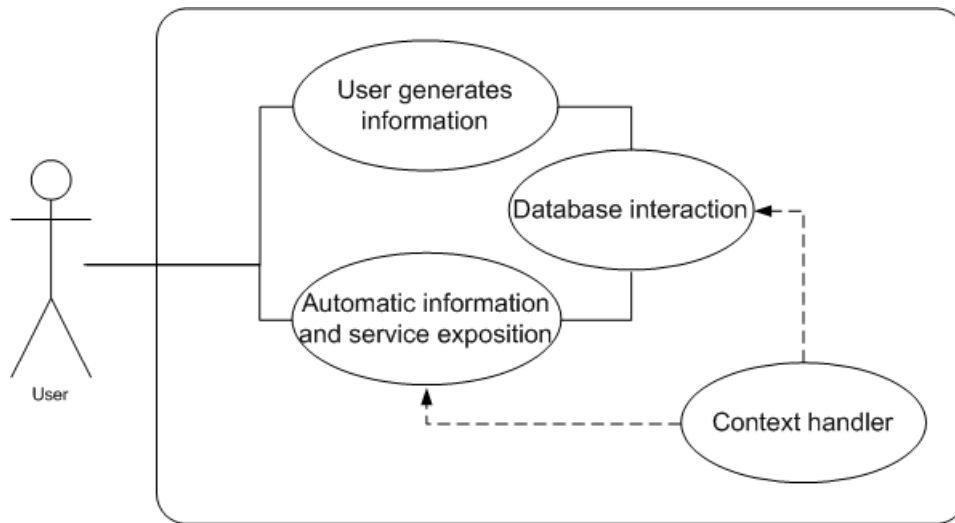 User generates
information
Database interaction
Automatic information
and service exposition
User
Context handler